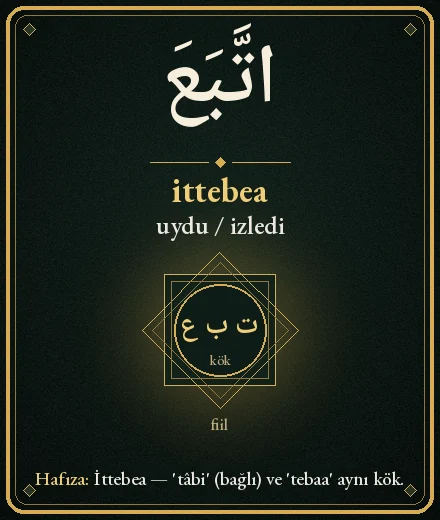 اتَّبَعَ
ittebea
uydu / izledi
ت ب ع
kök
fiil
Hafıza: İttebea — 'tâbi' (bağlı) ve 'tebaa' aynı kök.